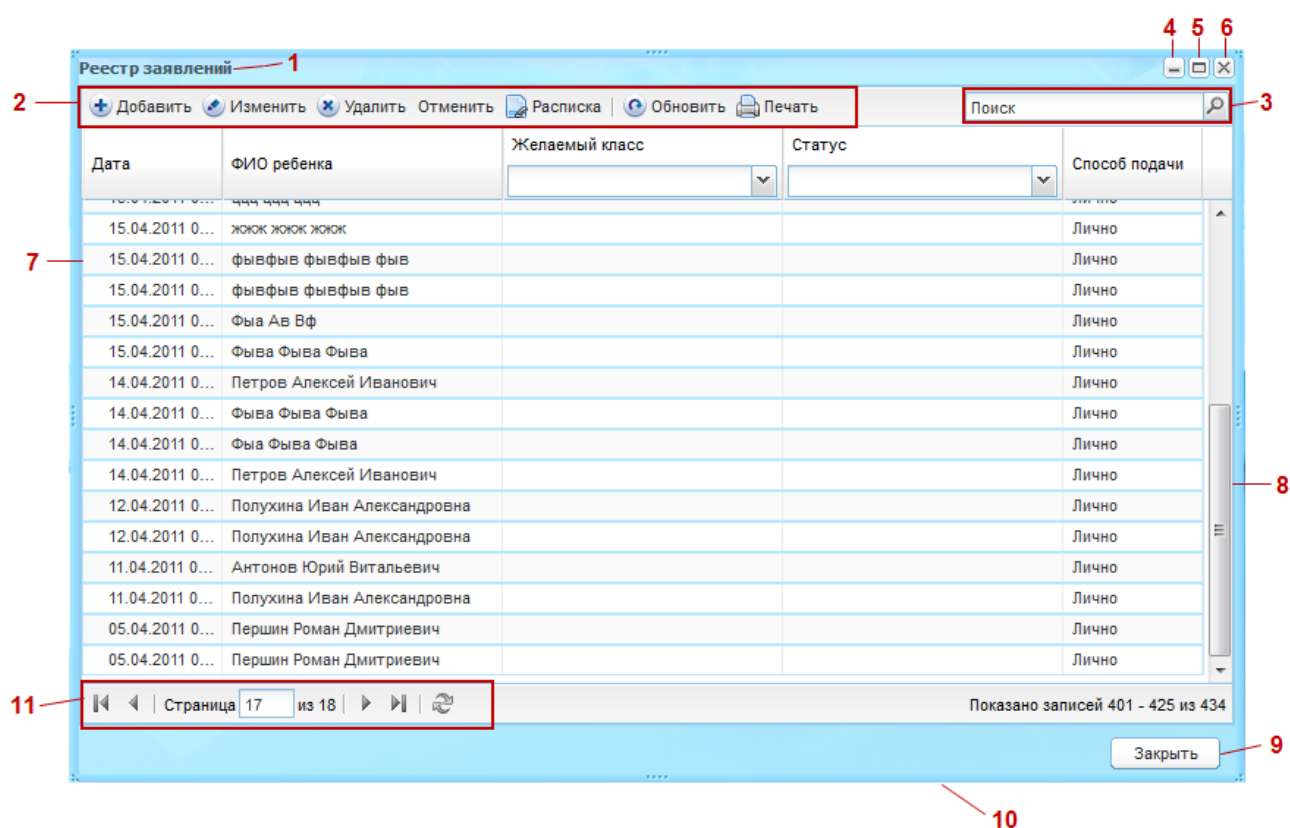 4 5 6
Реестр заявлений 1
2 Добавить Изменить Удалить Отменить Расписка Обновить Печать Поиск 3
Желаемый класс Статус
Дата ФИО ребенка Способ подачи
15.04.2011 0... жжж жжж жжж Лично
7 15.04.2011 0... фывфыв фывфыв фыв Лично
15.04.2011 0... фывфыв фывфыв фыв Лично
15.04.2011 0... Фыа Ав Вф Лично
15.04.2011 0... Фыва Фыва Фыва Лично
14.04.2011 0... Петров Алексей Иванович Лично
14.04.2011 0... Фыва Фыва Фыва Лично
14.04.2011 0... Фыа Фыва Фыва Лично
14.04.2011 0... Петров Алексей Иванович Лично
8
12.04.2011 0... Полухина Иван Александровна Лично
12.04.2011 0... Полухина Иван Александровна Лично
11.04.2011 0... Антонов Юрий Витальевич Лично
11.04.2011 0... Полухина Иван Александровна Лично
05.04.2011 0... Першин Роман Дмитриевич Лично
05.04.2011 0... Першин Роман Дмитриевич Лично
11 Страница 17 из 18 Показано записей 401 - 425 из 434
Закрыть 9
10